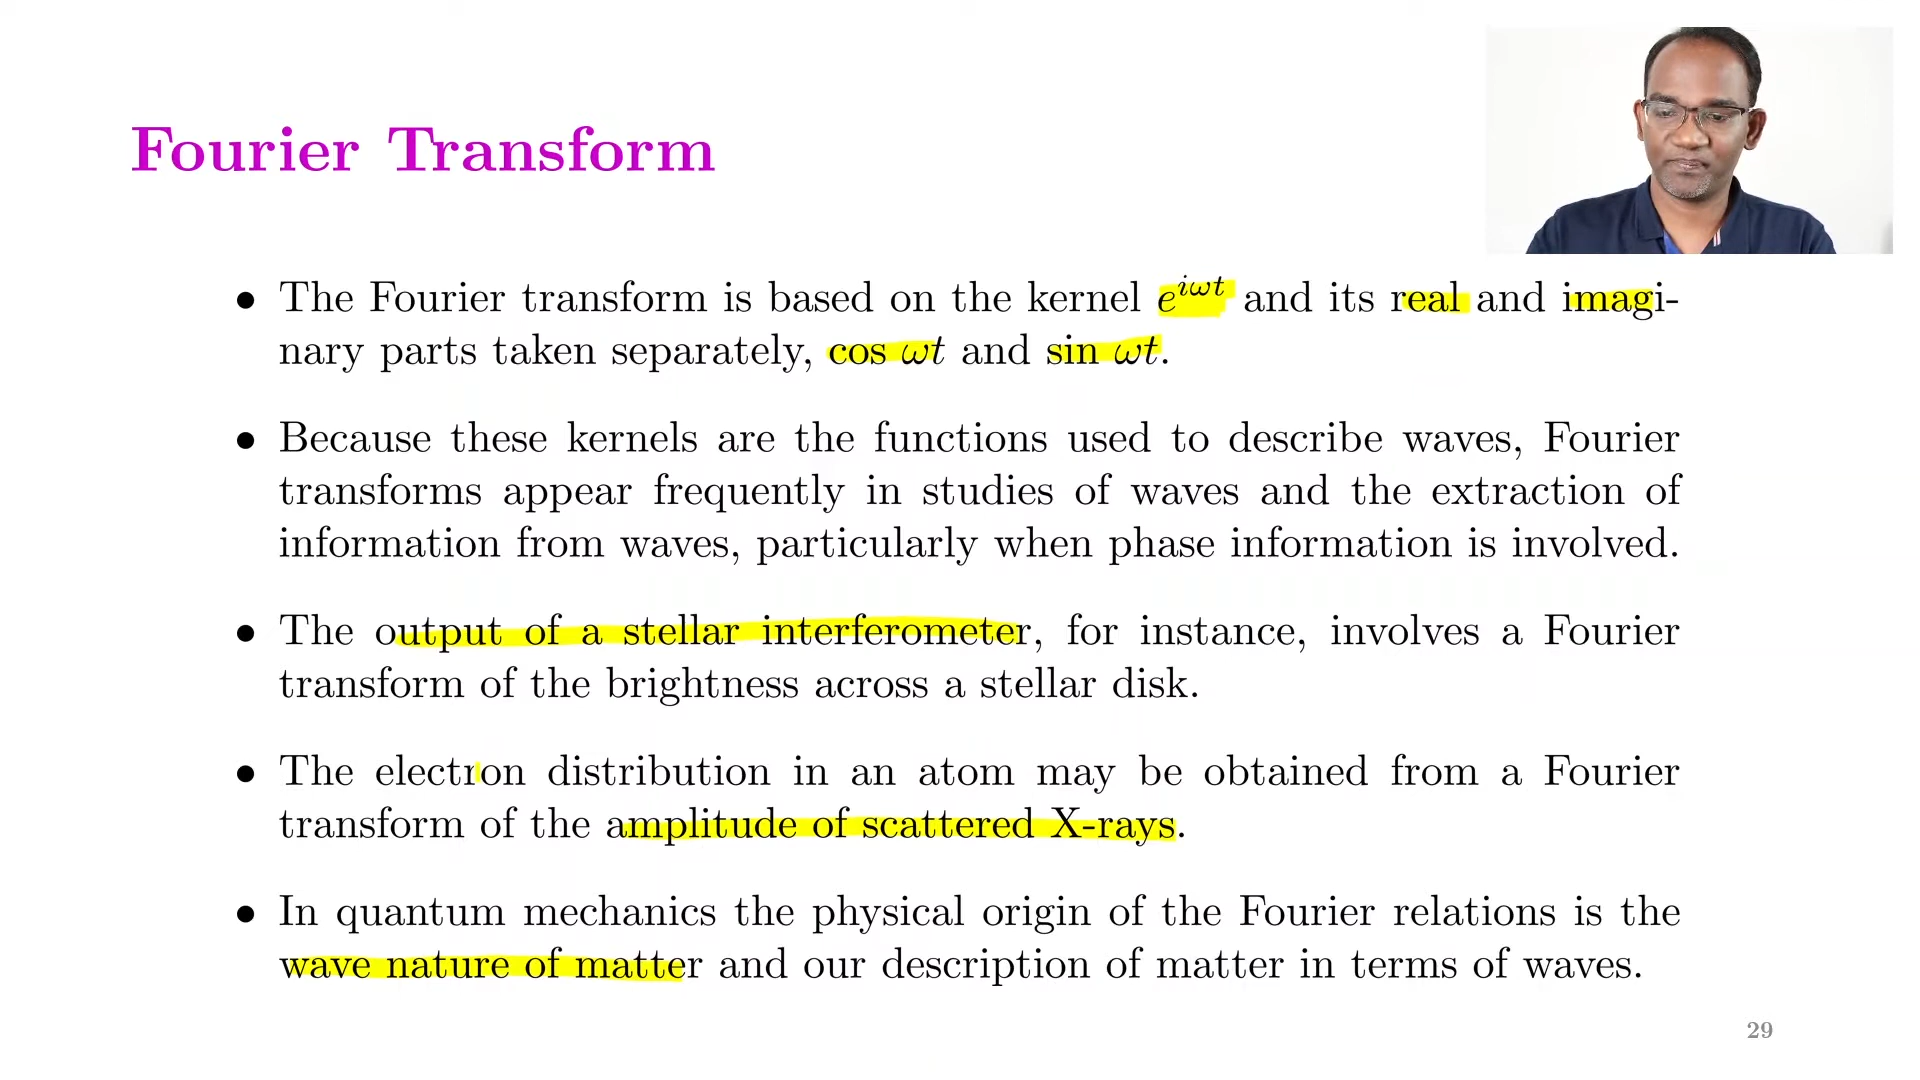 Fourier Transform
• The Fourier transform is based on the kernel e^{iωt} and its real and imagi-
nary parts taken separately, cos ωt and sin ωt.
• Because these kernels are the functions used to describe waves, Fourier
transforms appear frequently in studies of waves and the extraction of
information from waves, particularly when phase information is involved.
• The output of a stellar interferometer, for instance, involves a Fourier
transform of the brightness across a stellar disk.
• The electron distribution in an atom may be obtained from a Fourier
transform of the amplitude of scattered X-rays.
• In quantum mechanics the physical origin of the Fourier relations is the
wave nature of matter and our description of matter in terms of waves.
29